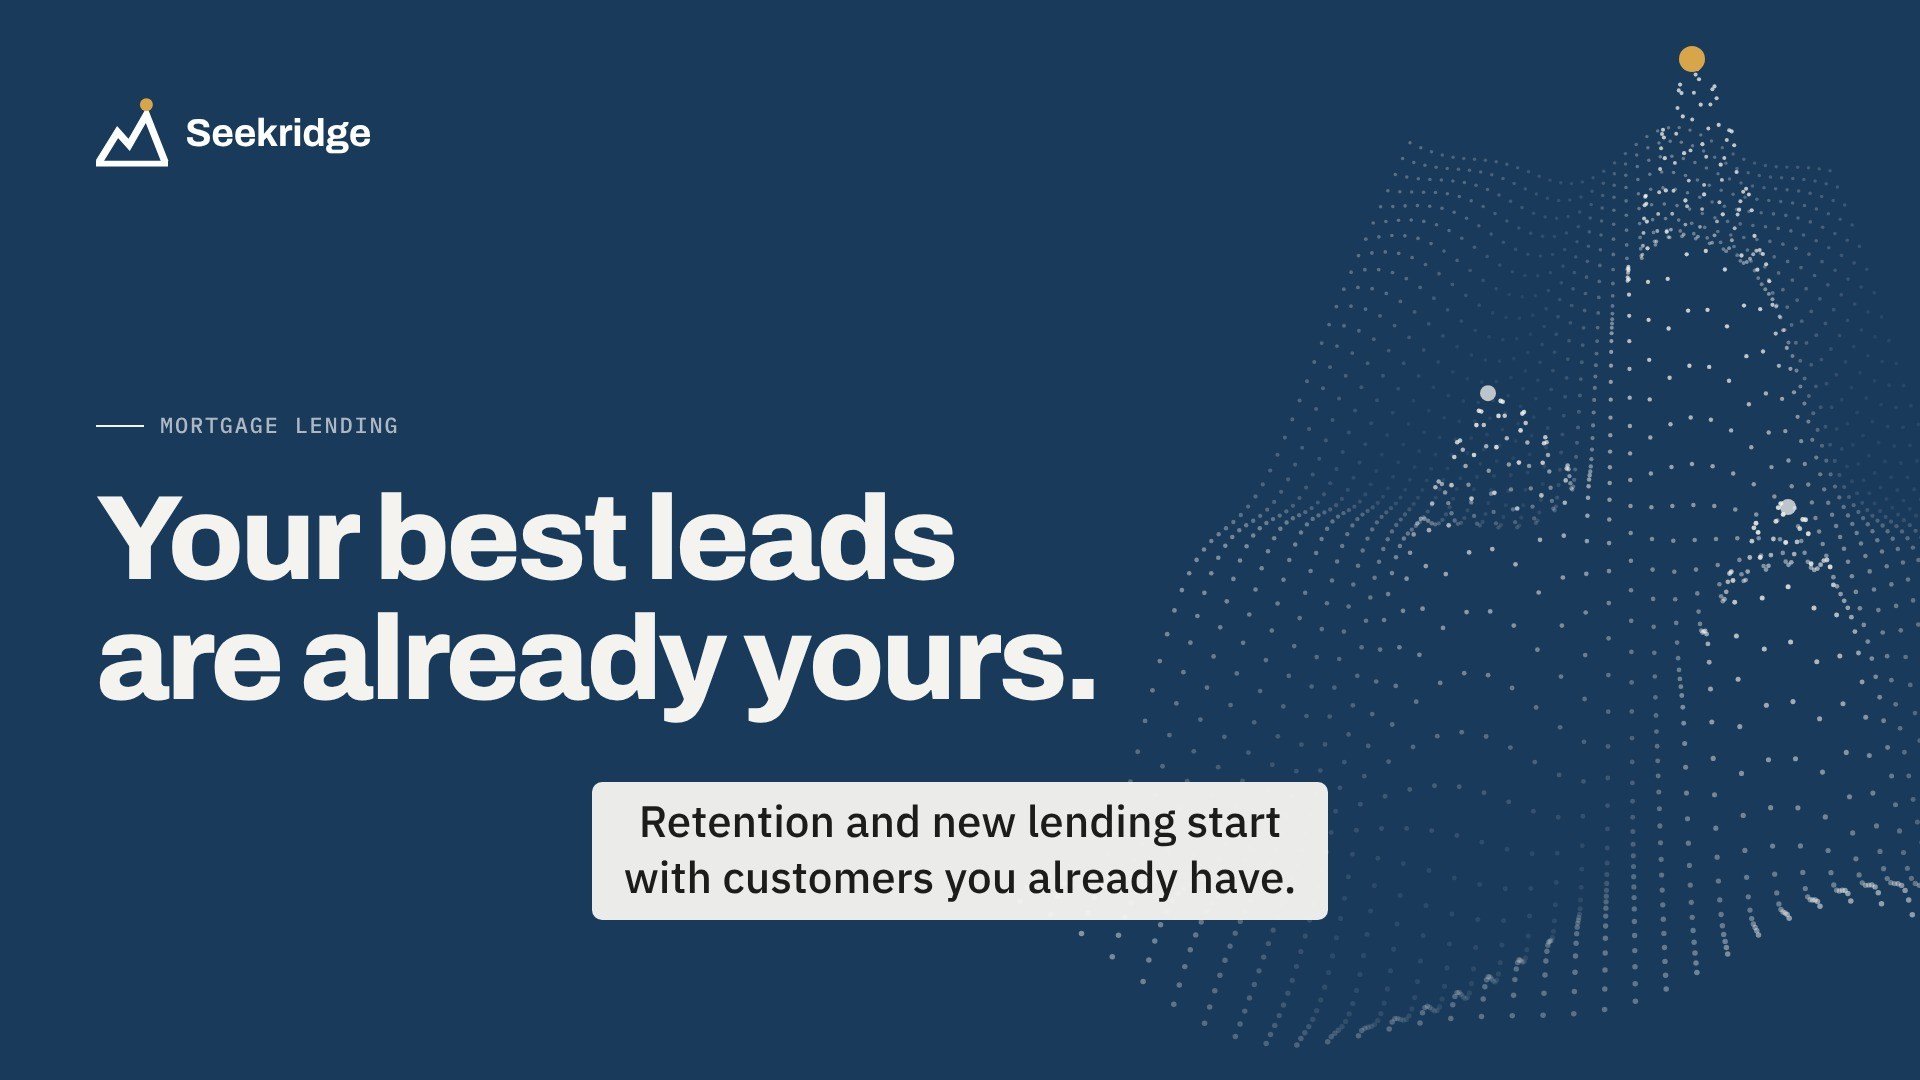 Seekridge
MORTGAGE LENDING
Your best leads
are already yours.
Retention and new lending start
with customers you already have.